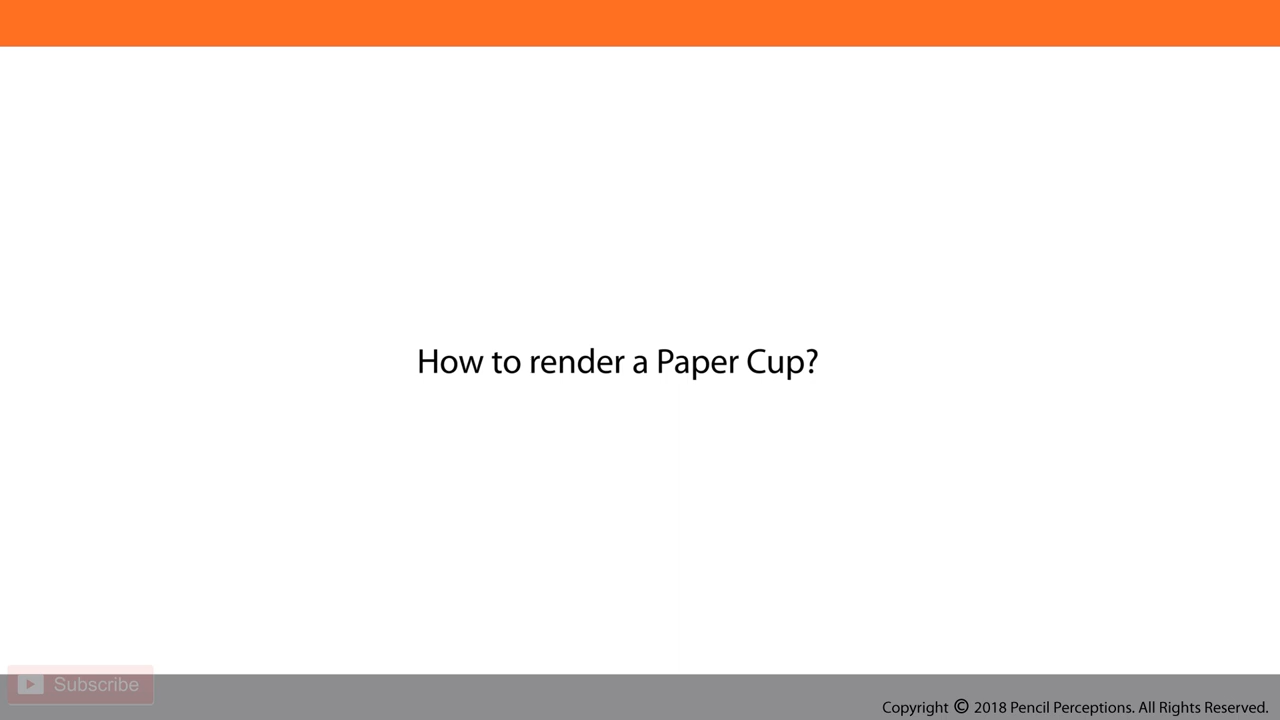 How to render a Paper Cup?
Subscribe
Copyright © 2018 Pencil Perceptions. All Rights Reserved.